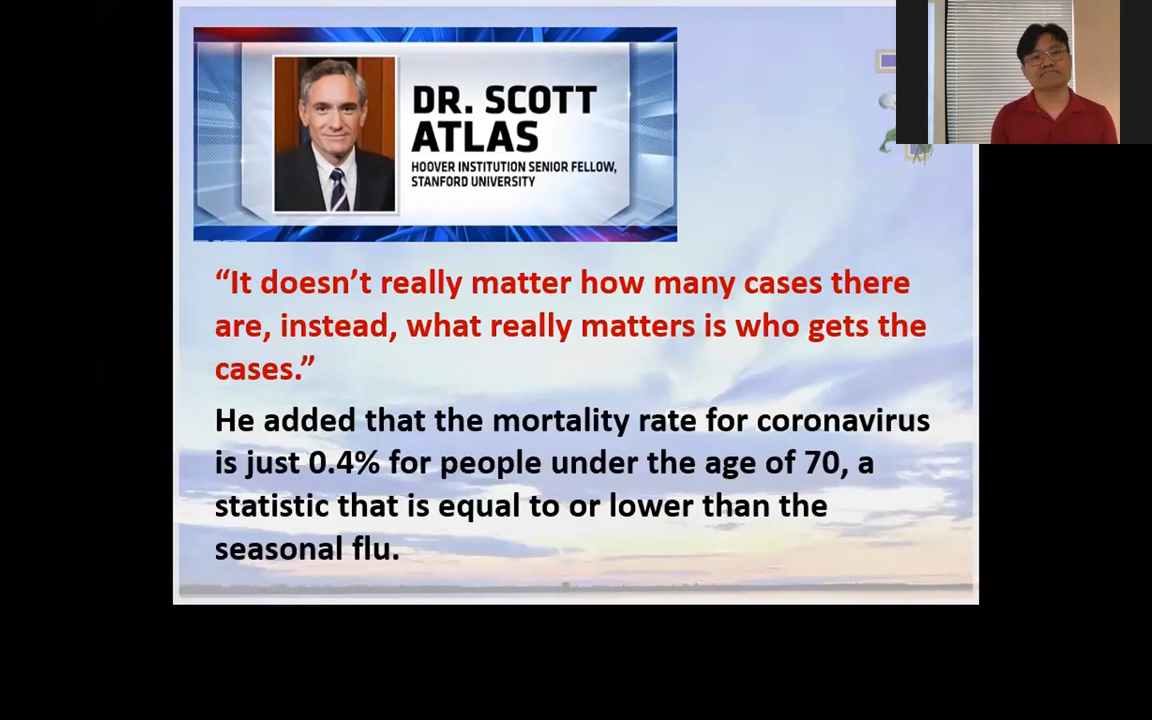 DR. SCOTT
ATLAS
HOOVER INSTITUTION SENIOR FELLOW,
STANFORD UNIVERSITY
“It doesn’t really matter how many cases there
are, instead, what really matters is who gets the
cases.”
He added that the mortality rate for coronavirus
is just 0.4% for people under the age of 70, a
statistic that is equal to or lower than the
seasonal flu.